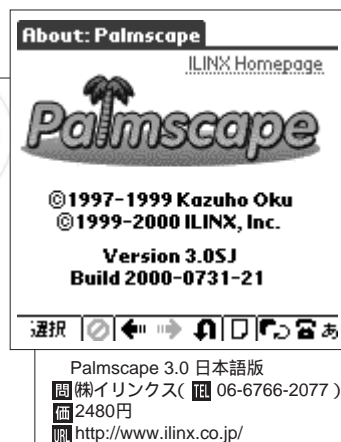 About: Palmscape
ILINX Homepage
Palmscape
©1997-1999 Kazuho Oku
©1999-2000 ILINX, Inc.
Version 3.0SJ
Build 2000-0731-21
選択 あ
Palmscape 3.0 日本語版
問㈱イリンクス( TEL 06-6766-2077 )
価2480円
URL http://www.ilinx.co.jp/